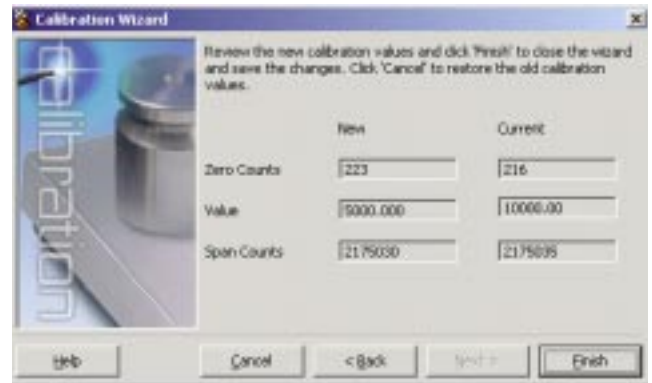 Calibration Wizard
Review the new calibration values and click 'Finish' to close the wizard
and save the changes. Click 'Cancel' to restore the old calibration
values.
calibration
New Current
Zero Counts 223 216
Value 5000.000 10000.00
Span Counts 2175030 2175035
Help Cancel < Back Next > Finish